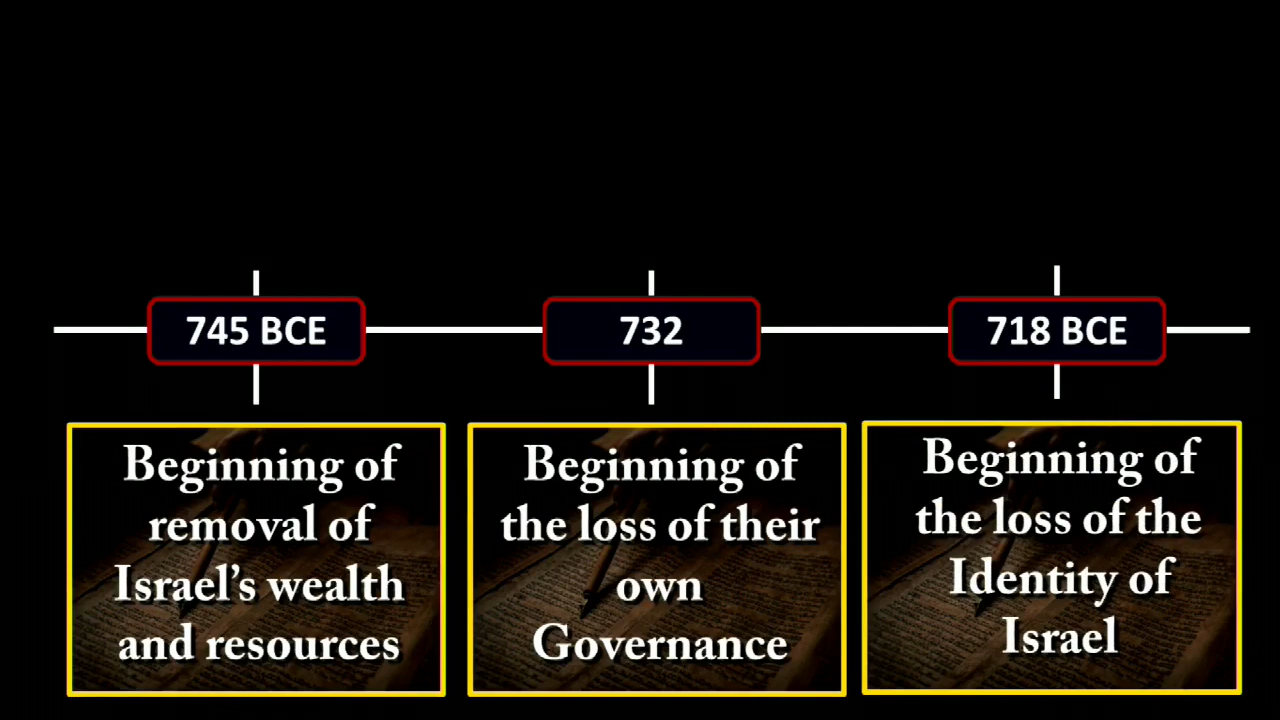 745 BCE
732
718 BCE
Beginning of
removal of
Israel’s wealth
and resources
Beginning of
the loss of their
own
Governance
Beginning of
the loss of the
Identity of
Israel